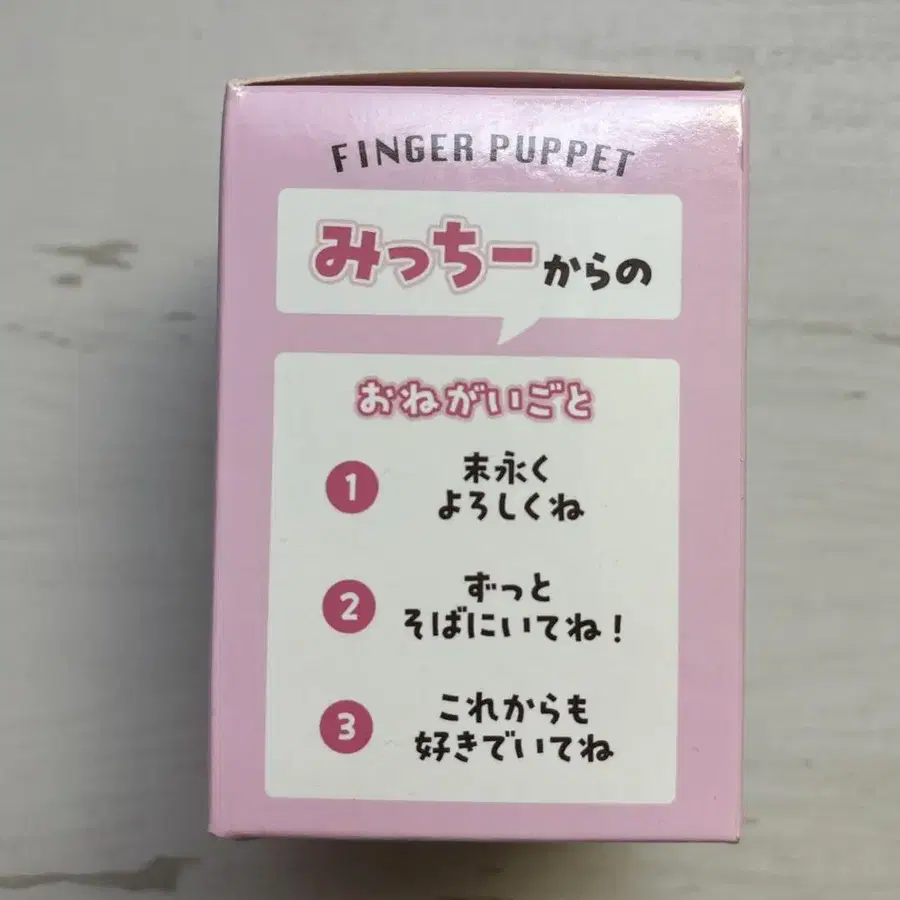 FINGER PUPPET
みっちーからの
おねがいごと
1 末永く
よろしくね
2 ずっと
そばにいてね！
3 これからも
好きでいてね